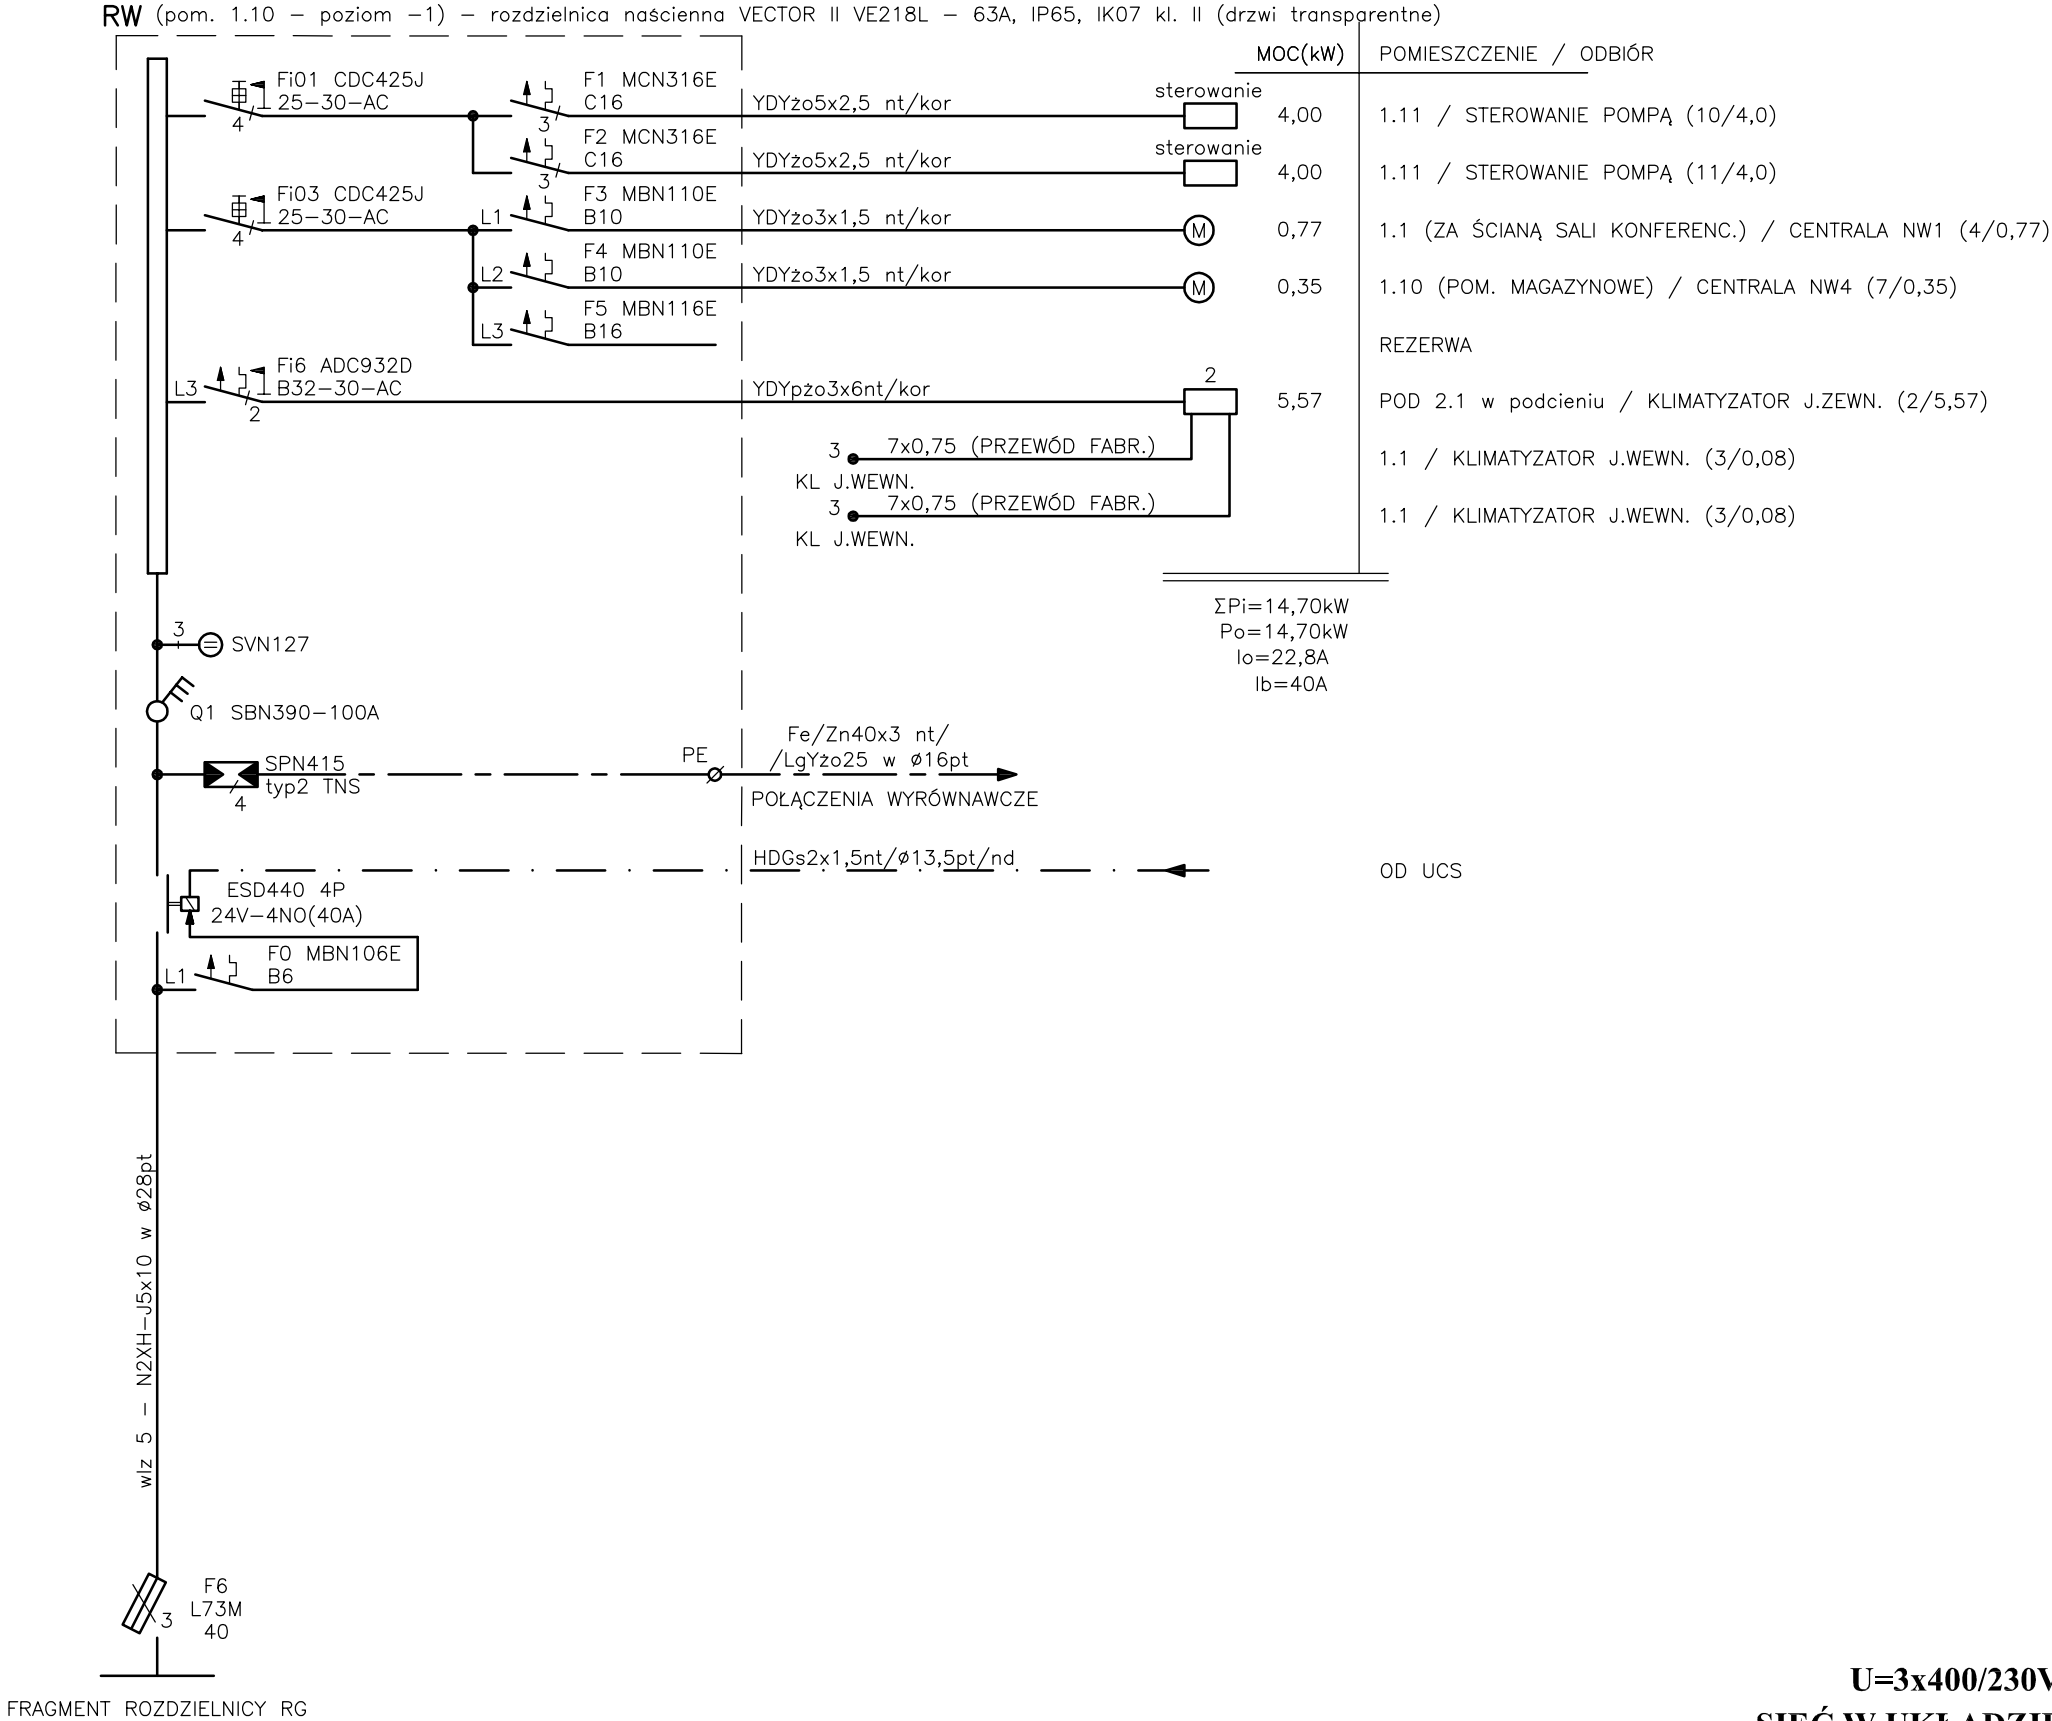 RW (pom. 1.10 – poziom –1) – rozdzielnica naścienna VECTOR II VE218L – 63A, IP65, IK07 kl. II (drzwi transparentne)
MOC(kW) POMIESZCZENIE / ODBIÓR
Fi01 CDC425J
25–30–AC
4
F1 MCN316E
C16
3
YDYżo5x2,5 nt/kor
sterowanie
4,00
1.11 / STEROWANIE POMPĄ (10/4,0)
F2 MCN316E
C16
3
YDYżo5x2,5 nt/kor
sterowanie
4,00
1.11 / STEROWANIE POMPĄ (11/4,0)
Fi03 CDC425J
25–30–AC
4
L1
F3 MBN110E
B10
YDYżo3x1,5 nt/kor
M
0,77
1.1 (ZA ŚCIANĄ SALI KONFERENC.) / CENTRALA NW1 (4/0,77)
L2
F4 MBN110E
B10
YDYżo3x1,5 nt/kor
M
0,35
1.10 (POM. MAGAZYNOWE) / CENTRALA NW4 (7/0,35)
L3
F5 MBN116E
B16
REZERWA
L3
Fi6 ADC932D
B32–30–AC
2
YDYpżo3x6nt/kor
2
5,57
POD 2.1 w podcieniu / KLIMATYZATOR J.ZEWN. (2/5,57)
3
7x0,75 (PRZEWÓD FABR.)
KL J.WEWN.
1.1 / KLIMATYZATOR J.WEWN. (3/0,08)
3
7x0,75 (PRZEWÓD FABR.)
KL J.WEWN.
1.1 / KLIMATYZATOR J.WEWN. (3/0,08)
ΣPi=14,70kW
Po=14,70kW
Io=22,8A
Ib=40A
3
SVN127
Q1 SBN390–100A
SPN415
typ2 TNS
4
PE
Fe/Zn40x3 nt/
/LgYżo25 w ø16pt
POŁĄCZENIA WYRÓWNAWCZE
HDGs2x1,5nt/ø13,5pt/nd
OD UCS
ESD440 4P
24V–4NO(40A)
F0 MBN106E
B6
L1
wlz 5 – N2XH–J5x10 w ø28pt
F6
L73M
40
3
FRAGMENT ROZDZIELNICY RG
U=3x400/230V
SIEĆ W UKŁADZIE